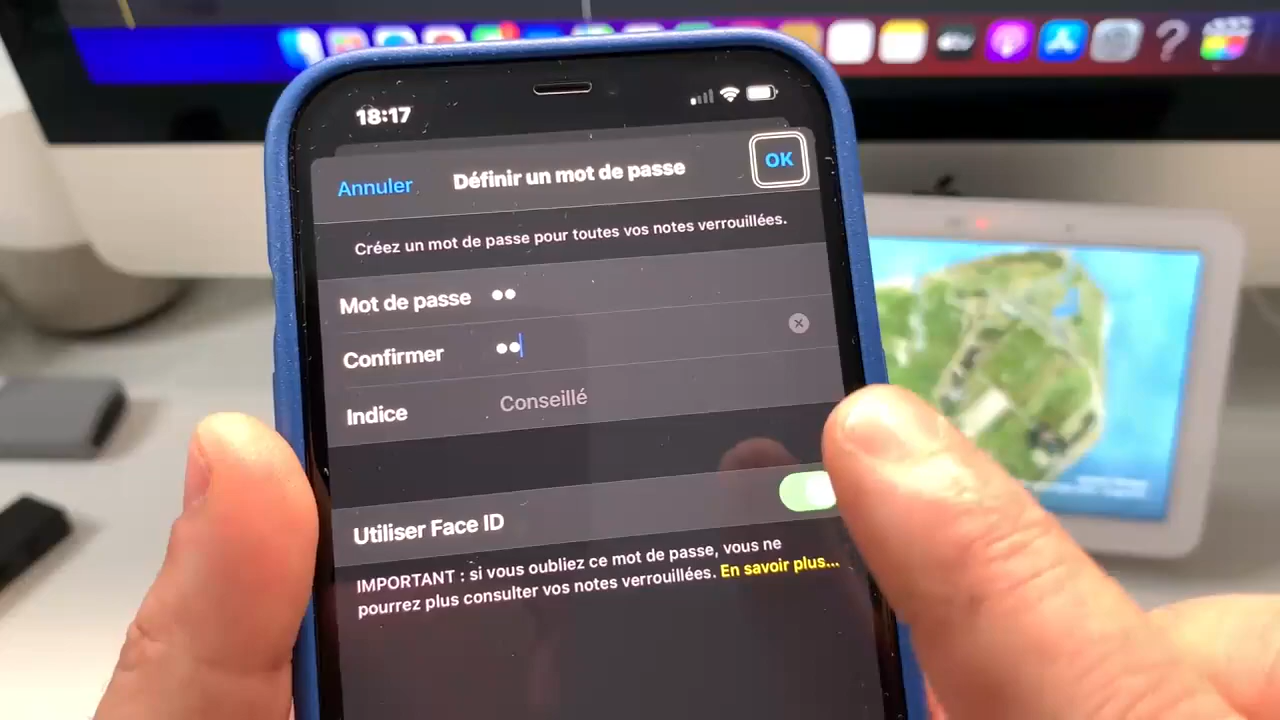 18:17
Annuler
Définir un mot de passe
OK
Créez un mot de passe pour toutes vos notes verrouillées.
Mot de passe ••
Confirmer ••
Indice Conseillé
Utiliser Face ID
IMPORTANT : si vous oubliez ce mot de passe, vous ne
pourrez plus consulter vos notes verrouillées. En savoir plus...